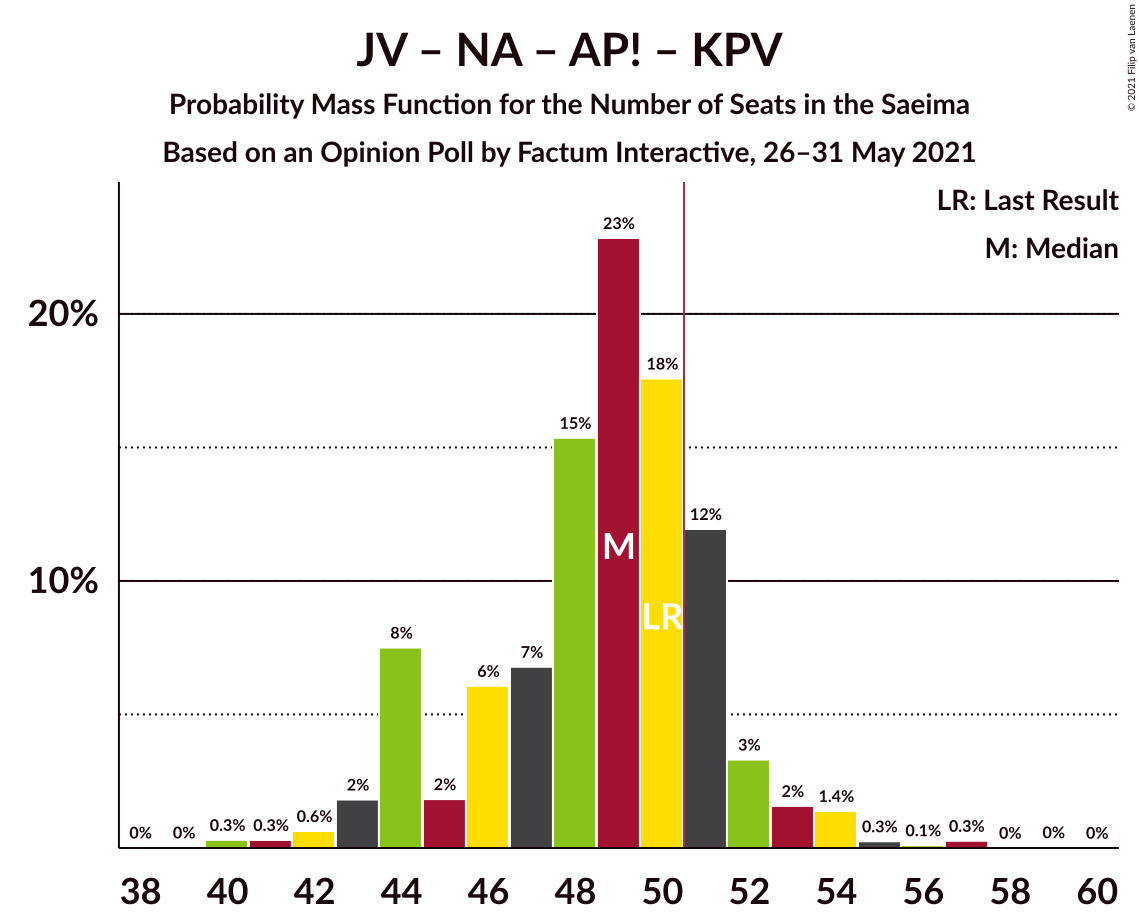 JV – NA – AP! – KPV
Probability Mass Function for the Number of Seats in the Saeima
Based on an Opinion Poll by Factum Interactive, 26–31 May 2021
© 2021 Filip van Laenen
LR: Last Result
M: Median
20%
10%
0%
0%
0.3%
0.3%
0.6%
2%
8%
2%
6%
7%
15%
23%
18%
12%
3%
2%
1.4%
0.3%
0.1%
0.3%
0%
0%
0%
M
LR
38 40 42 44 46 48 50 52 54 56 58 60